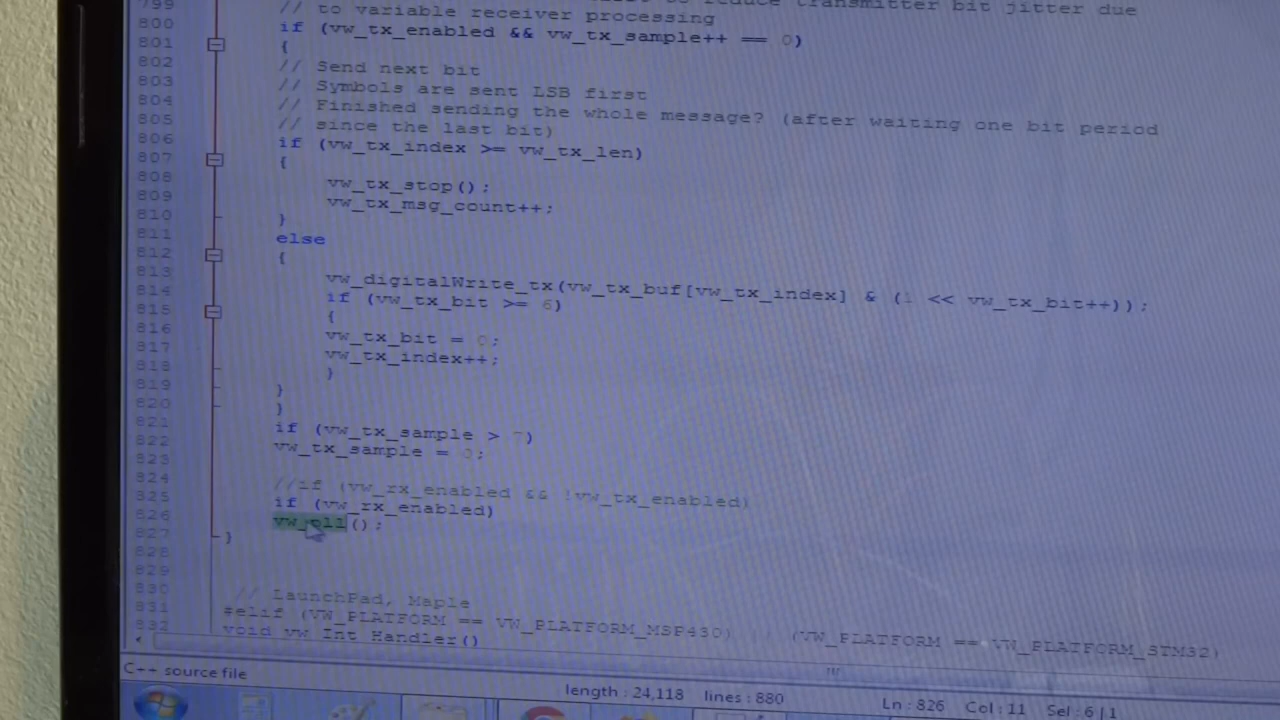 799 reduce transmitter bit jitter due
800 // to variable receiver processing
801 if (vw_tx_enabled && vw_tx_sample++ == 0)
802 {
803 // Send next bit
804 // Symbols are sent LSB first
805 // Finished sending the whole message? (after waiting one bit period
806 // since the last bit)
807 if (vw_tx_index >= vw_tx_len)
808 {
809 vw_tx_stop();
810 vw_tx_msg_count++;
811 }
812 else
813 {
814 vw_digitalWrite_tx(vw_tx_buf[vw_tx_index] & (1 << vw_tx_bit++));
815 if (vw_tx_bit >= 6)
816 {
817 vw_tx_bit = 0;
818 vw_tx_index++;
819 }
820 }
821 }
822 if (vw_tx_sample > 7)
823 vw_tx_sample = 0;
824
825 //if (vw_rx_enabled && !vw_tx_enabled)
826 if (vw_rx_enabled)
827 vw_pll();
828 }
829
830
831 // LaunchPad, Maple
832 #elif (VW_PLATFORM == VW_PLATFORM_MSP430) || (VW_PLATFORM == VW_PLATFORM_STM32)
void vw_Int_Handler()
C++ source file length : 24,118 lines : 880 Ln : 826 Col : 11 Sel : 6 | 1